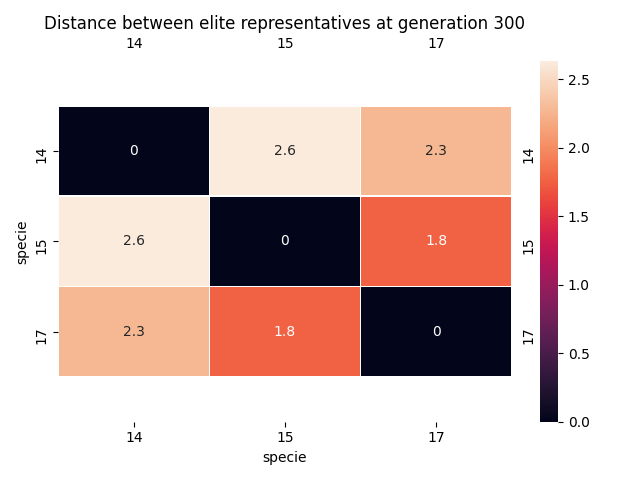 Distance between elite representatives at generation 300
14 15 17
14 0 2.6 2.3 14
15 2.6 0 1.8 15
17 2.3 1.8 0 17
specie
14 15 17
specie
2.5
2.0
1.5
1.0
0.5
0.0